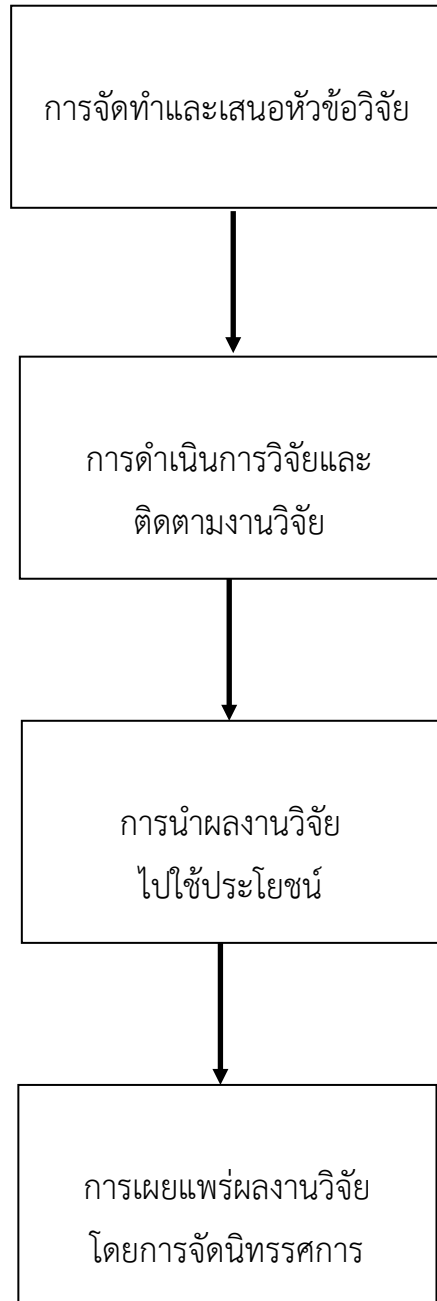 การจัดทำและเสนอหัวข้อวิจัย
การดำเนินการวิจัยและ
ติดตามงานวิจัย
การนำผลงานวิจัย
ไปใช้ประโยชน์
การเผยแพร่ผลงานวิจัย
โดยการจัดนิทรรศการ